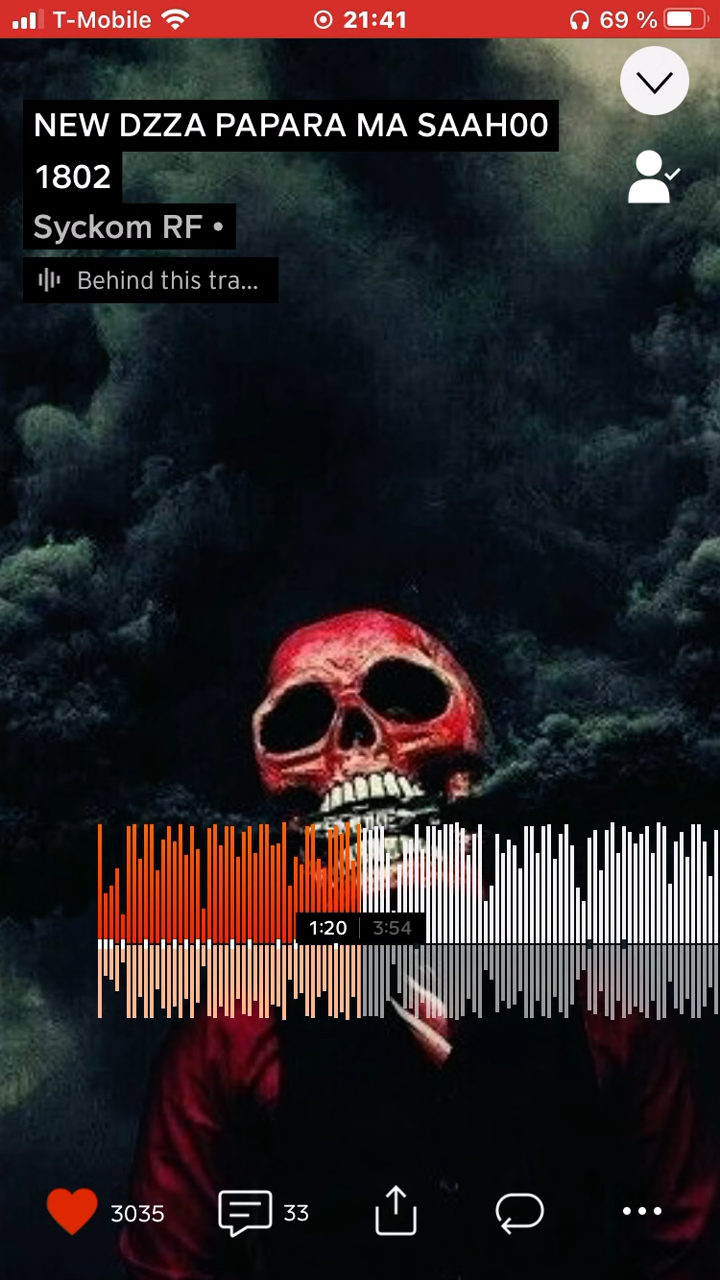 T-Mobile 21:41 69 %
NEW DZZA PAPARA MA SAAH00
1802
Syckom RF •
Behind this tra...
1:20 3:54
3035 33